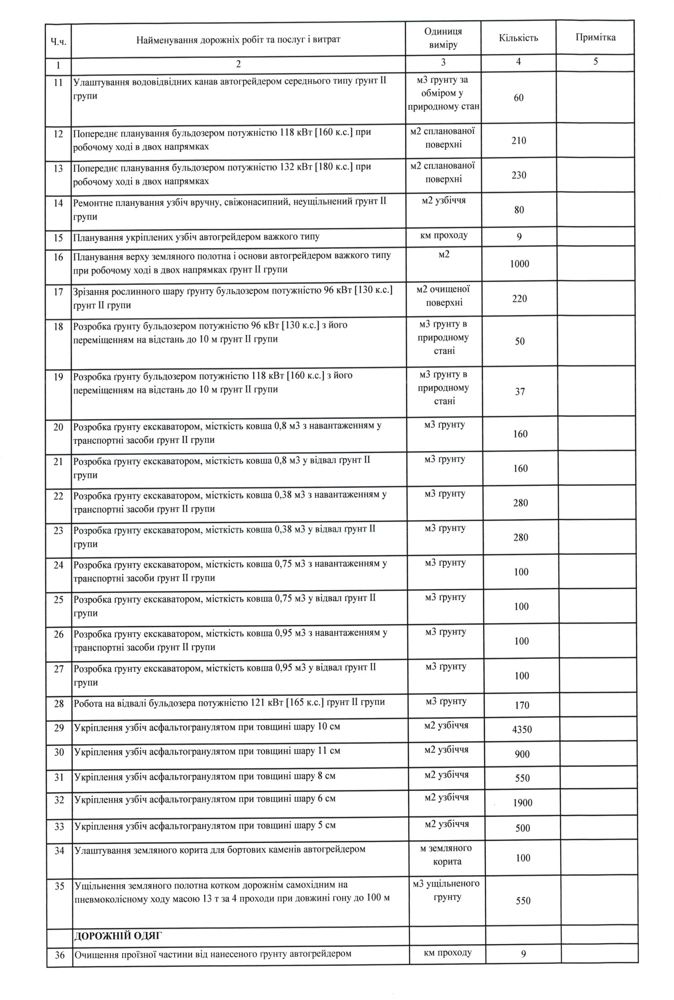 Ч.ч.
Найменування дорожніх робіт та послуг і витрат
Одиниця
виміру
Кількість
Примітка
1
2
3
4
5
11
Улаштування водовідвідних канав автогрейдером середнього типу ґрунт II
групи
м3 ґрунту за
обміром у
природному стан
60
12
Попереднє планування бульдозером потужністю 118 кВт [160 к.с.] при
робочому ході в двох напрямках
м2 спланованої
поверхні
210
13
Попереднє планування бульдозером потужністю 132 кВт [180 к.с.] при
робочому ході в двох напрямках
м2 спланованої
поверхні
230
14
Ремонтне планування узбіч вручну, свіжонасипний, неущільнений ґрунт II
групи
м2 узбіччя
80
15
Планування укріплених узбіч автогрейдером важкого типу
км проходу
9
16
Планування верху земляного полотна і основи автогрейдером важкого типу
при робочому ході в двох напрямках ґрунт II групи
м2
1000
17
Зрізання рослинного шару ґрунту бульдозером потужністю 96 кВт [130 к.с.]
ґрунт II групи
м2 очищеної
поверхні
220
18
Розробка ґрунту бульдозером потужністю 96 кВт [130 к.с.] з його
переміщенням на відстань до 10 м ґрунт II групи
м3 ґрунту в
природному
стані
50
19
Розробка ґрунту бульдозером потужністю 118 кВт [160 к.с.] з його
переміщенням на відстань до 10 м ґрунт II групи
м3 ґрунту в
природному
стані
37
20
Розробка ґрунту екскаватором, місткість ковша 0,8 м3 з навантаженням у
транспортні засоби ґрунт II групи
м3 ґрунту
160
21
Розробка ґрунту екскаватором, місткість ковша 0,8 м3 у відвал ґрунт II
групи
м3 ґрунту
160
22
Розробка ґрунту екскаватором, місткість ковша 0,38 м3 з навантаженням у
транспортні засоби ґрунт II групи
м3 ґрунту
280
23
Розробка ґрунту екскаватором, місткість ковша 0,38 м3 у відвал ґрунт II
групи
м3 ґрунту
280
24
Розробка ґрунту екскаватором, місткість ковша 0,75 м3 з навантаженням у
транспортні засоби ґрунт II групи
м3 ґрунту
100
25
Розробка ґрунту екскаватором, місткість ковша 0,75 м3 у відвал ґрунт II
групи
м3 ґрунту
100
26
Розробка ґрунту екскаватором, місткість ковша 0,95 м3 з навантаженням у
транспортні засоби ґрунт II групи
м3 ґрунту
100
27
Розробка ґрунту екскаватором, місткість ковша 0,95 м3 у відвал ґрунт II
групи
м3 ґрунту
100
28
Робота на відвалі бульдозера потужністю 121 кВт [165 к.с.] ґрунт II групи
м3 ґрунту
170
29
Укріплення узбіч асфальтогранулятом при товщині шару 10 см
м2 узбіччя
4350
30
Укріплення узбіч асфальтогранулятом при товщині шару 11 см
м2 узбіччя
900
31
Укріплення узбіч асфальтогранулятом при товщині шару 8 см
м2 узбіччя
550
32
Укріплення узбіч асфальтогранулятом при товщині шару 6 см
м2 узбіччя
1900
33
Укріплення узбіч асфальтогранулятом при товщині шару 5 см
м2 узбіччя
500
34
Улаштування земляного корита для бортових каменів автогрейдером
м земляного
корита
100
35
Ущільнення земляного полотна котком дорожнім самохідним на
пневмоколісному ходу масою 13 т за 4 проходи при довжині гону до 100 м
м3 ущільненого
грунту
550
ДОРОЖНІЙ ОДЯГ
36
Очищення проїзної частини від нанесеного ґрунту автогрейдером
км проходу
9